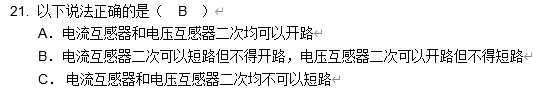 21. 以下说法正确的是（ B ）
A．电流互感器和电压互感器二次均可以开路
B．电流互感器二次可以短路但不得开路，电压互感器二次可以开路但不得短路
C． 电流互感器和电压互感器二次均不可以短路